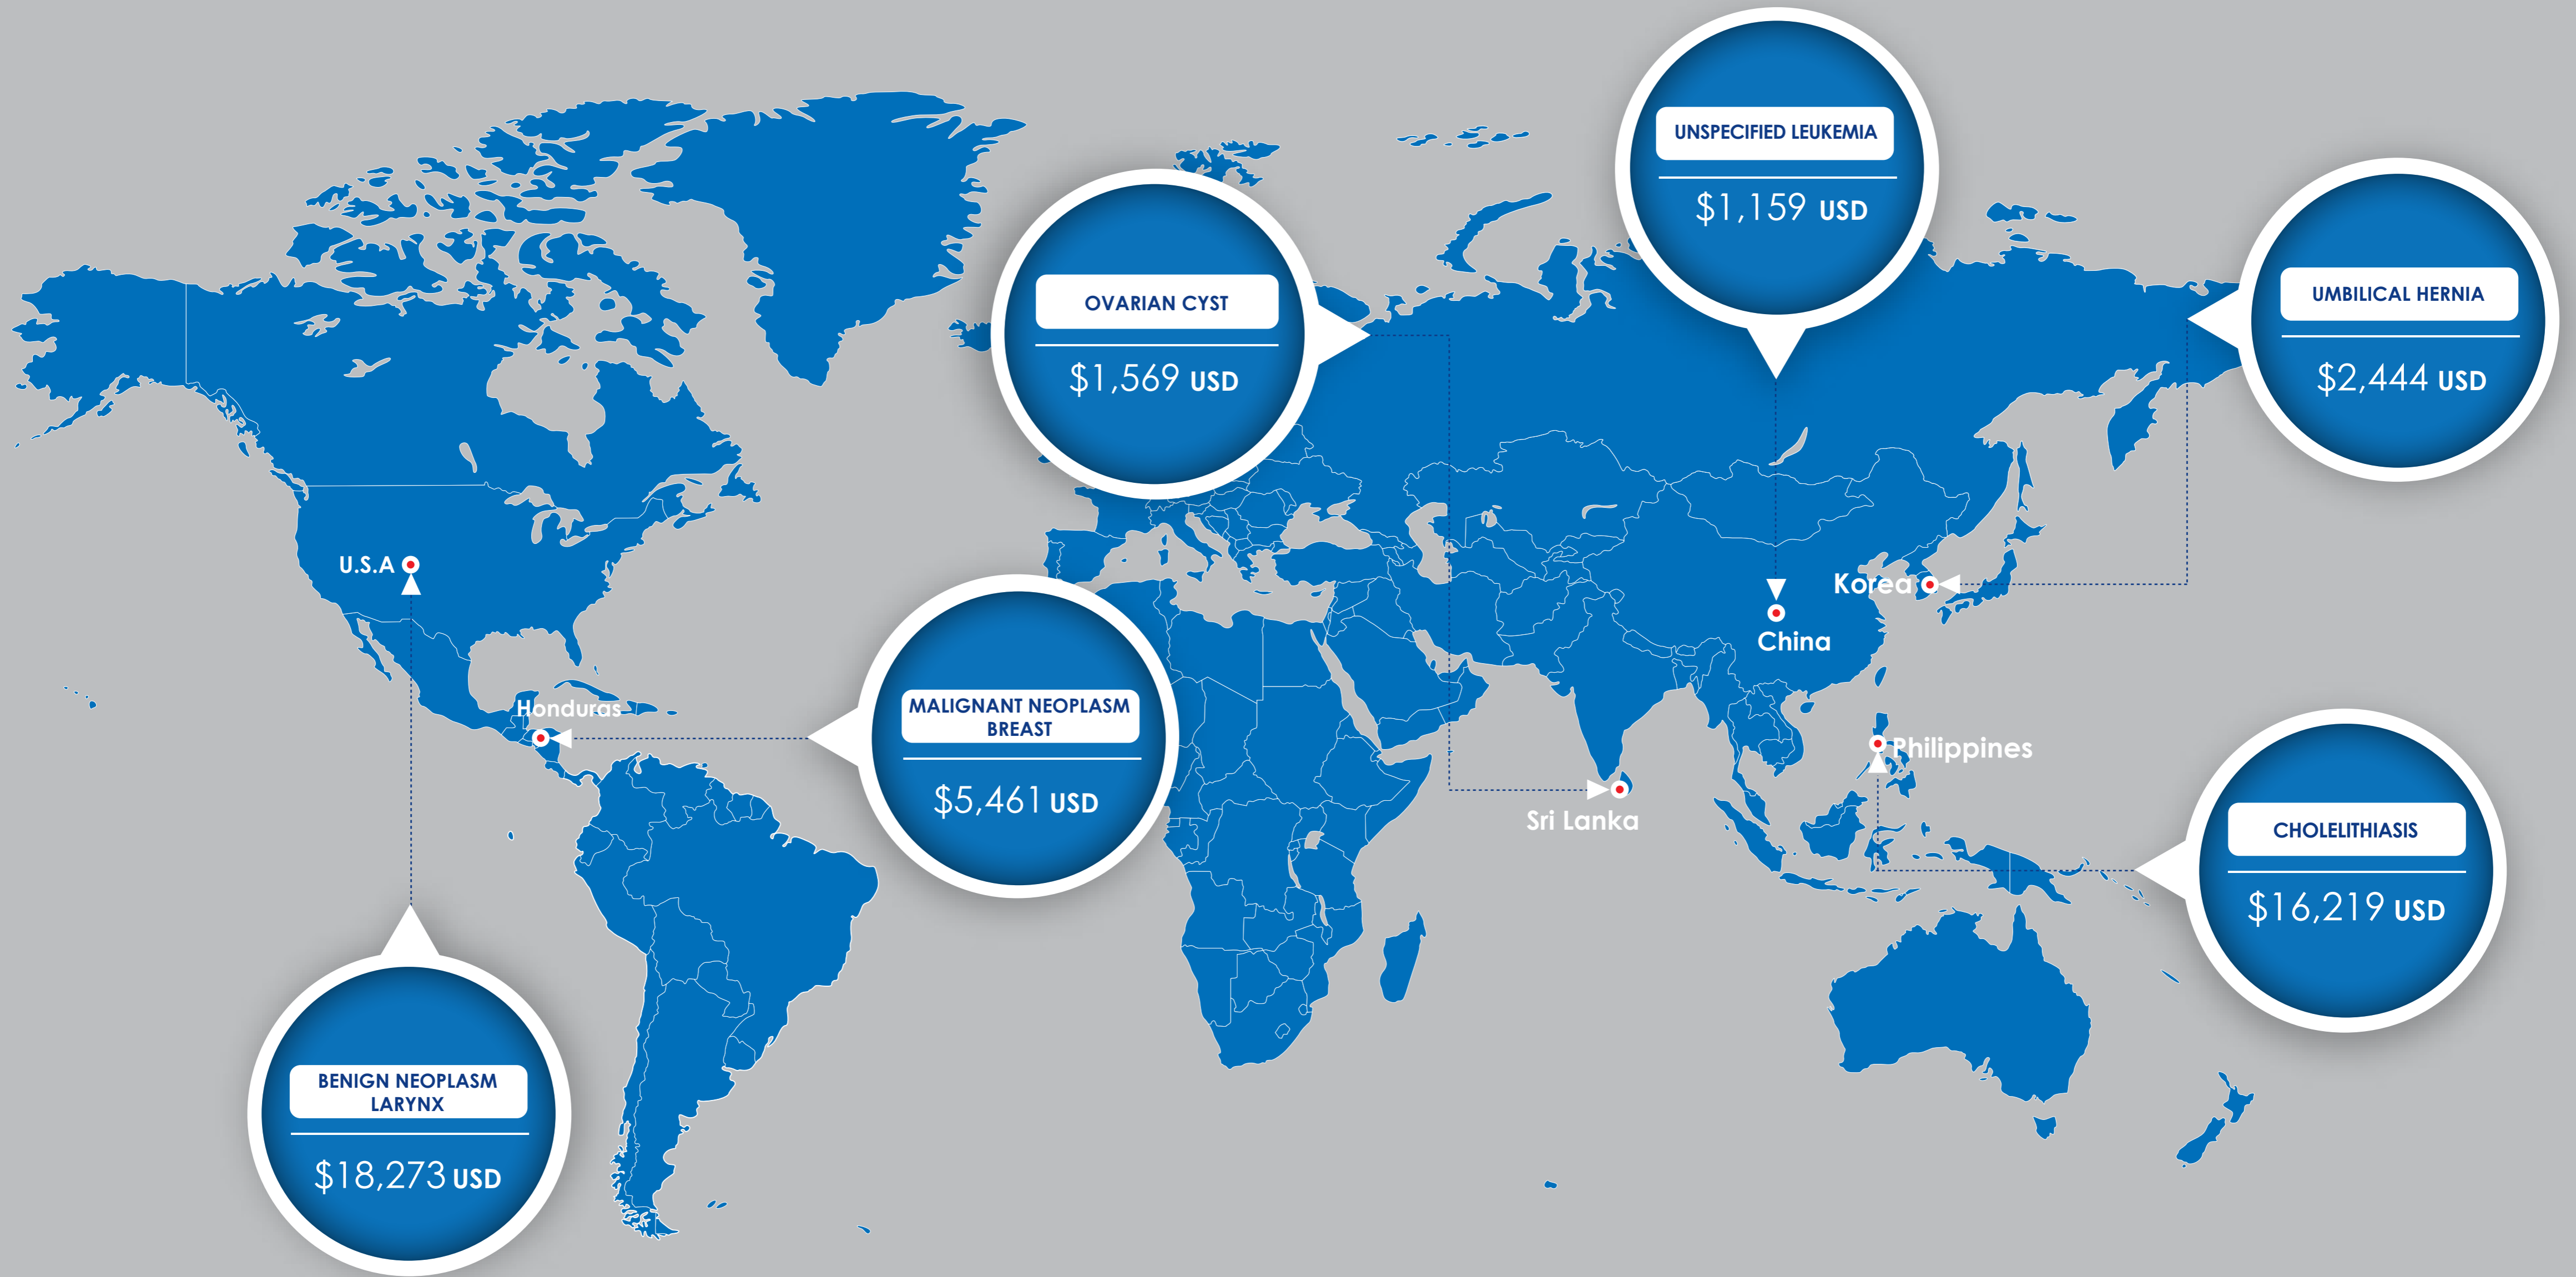 UNSPECIFIED LEUKEMIA
$1,159 USD
OVARIAN CYST
$1,569 USD
UMBILICAL HERNIA
$2,444 USD
U.S.A
Korea
China
Honduras
MALIGNANT NEOPLASM
BREAST
$5,461 USD
Philippines
Sri Lanka
CHOLELITHIASIS
$16,219 USD
BENIGN NEOPLASM
LARYNX
$18,273 USD